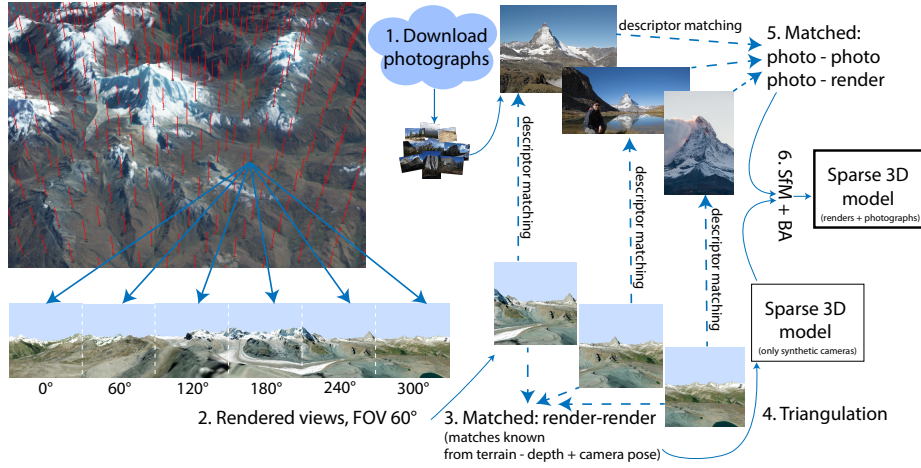 1. Download
photographs
descriptor matching
5. Matched:
photo - photo
photo - render
descriptor matching
descriptor matching
descriptor matching
6. SfM + BA
Sparse 3D
model
(renders + photographs)
Sparse 3D
model
(only synthetic cameras)
0°
60°
120°
180°
240°
300°
2. Rendered views, FOV 60°
3. Matched: render-render
(matches known
from terrain - depth + camera pose)
4. Triangulation